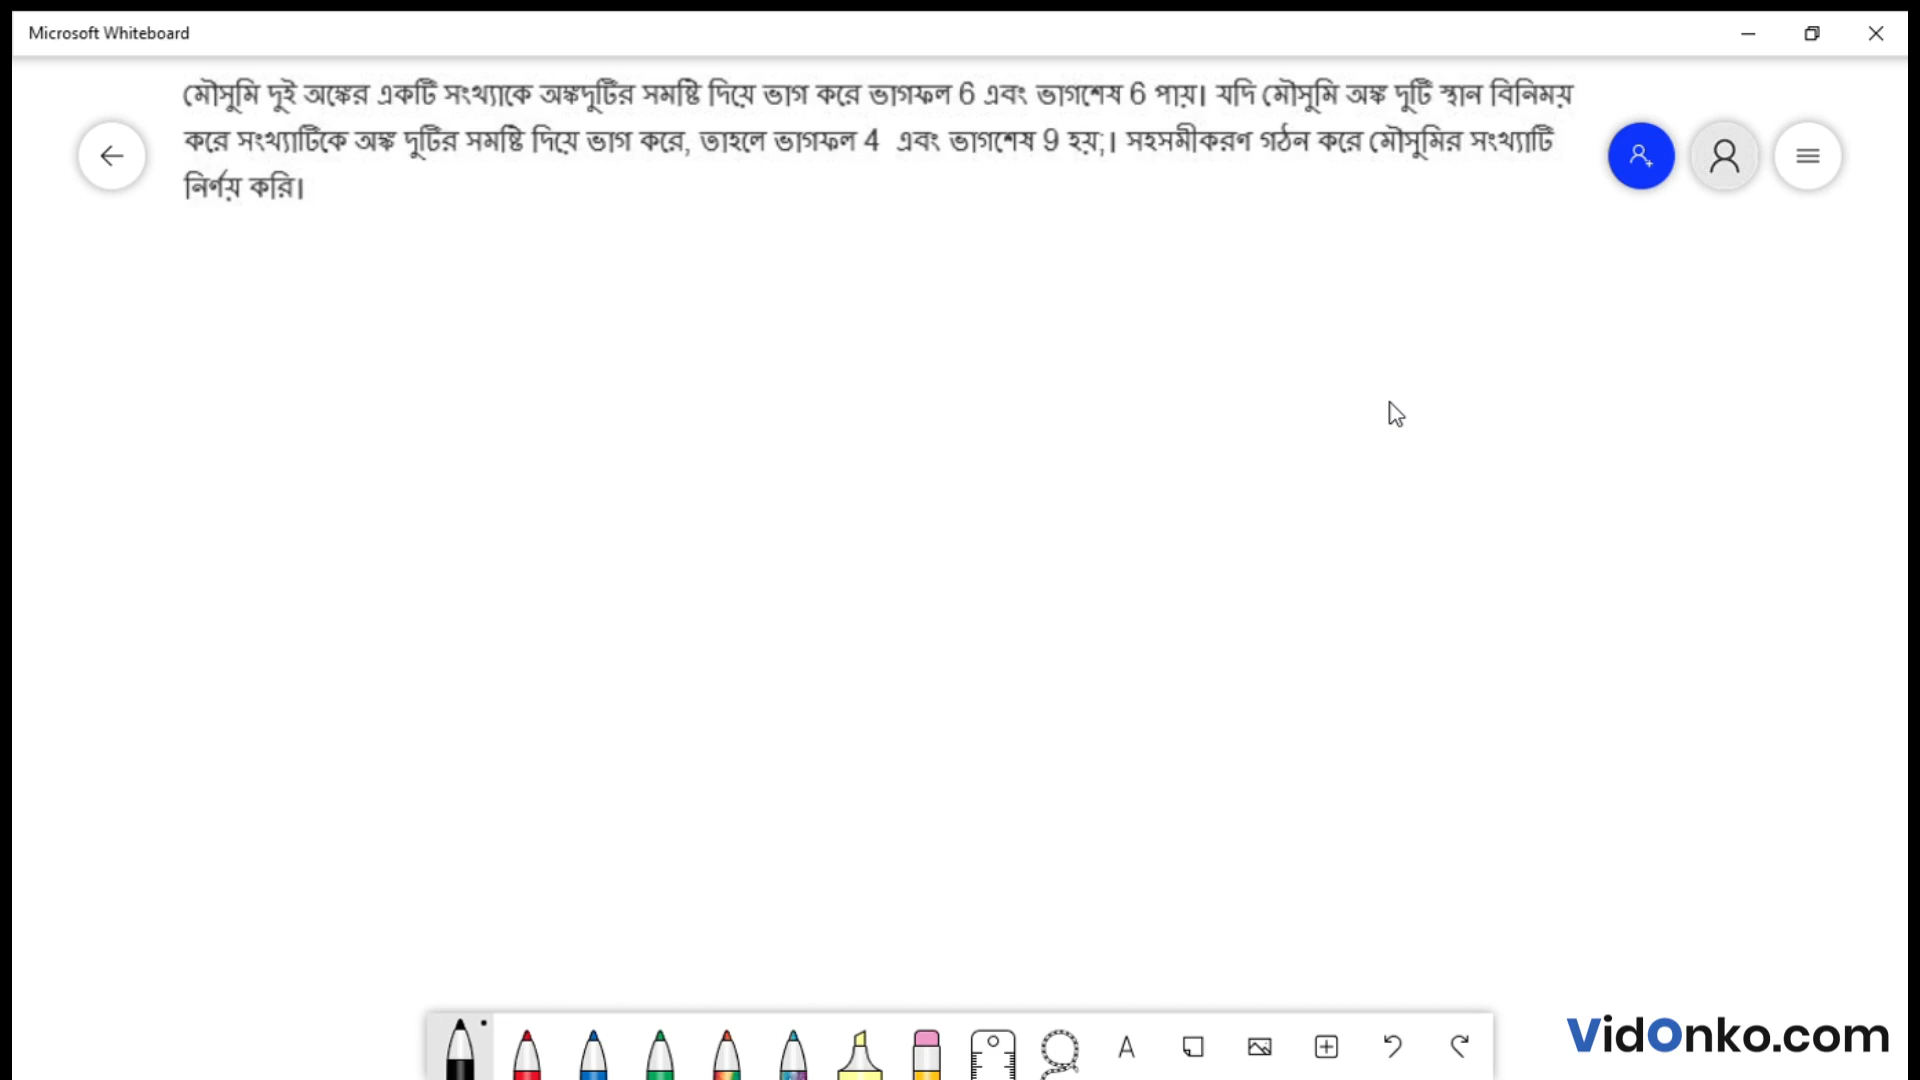 Microsoft Whiteboard
মৌসুমি দুই অঙ্কের একটি সংখ্যাকে অঙ্কদুটির সমষ্টি দিয়ে ভাগ করে ভাগফল 6 এবং ভাগশেষ 6 পায়। যদি মৌসুমি অঙ্ক দুটি স্থান বিনিময়
করে সংখ্যাটিকে অঙ্ক দুটির সমষ্টি দিয়ে ভাগ করে, তাহলে ভাগফল 4 এবং ভাগশেষ 9 হয়;। সহসমীকরণ গঠন করে মৌসুমির সংখ্যাটি
নির্ণয় করি।
VidOnko.com